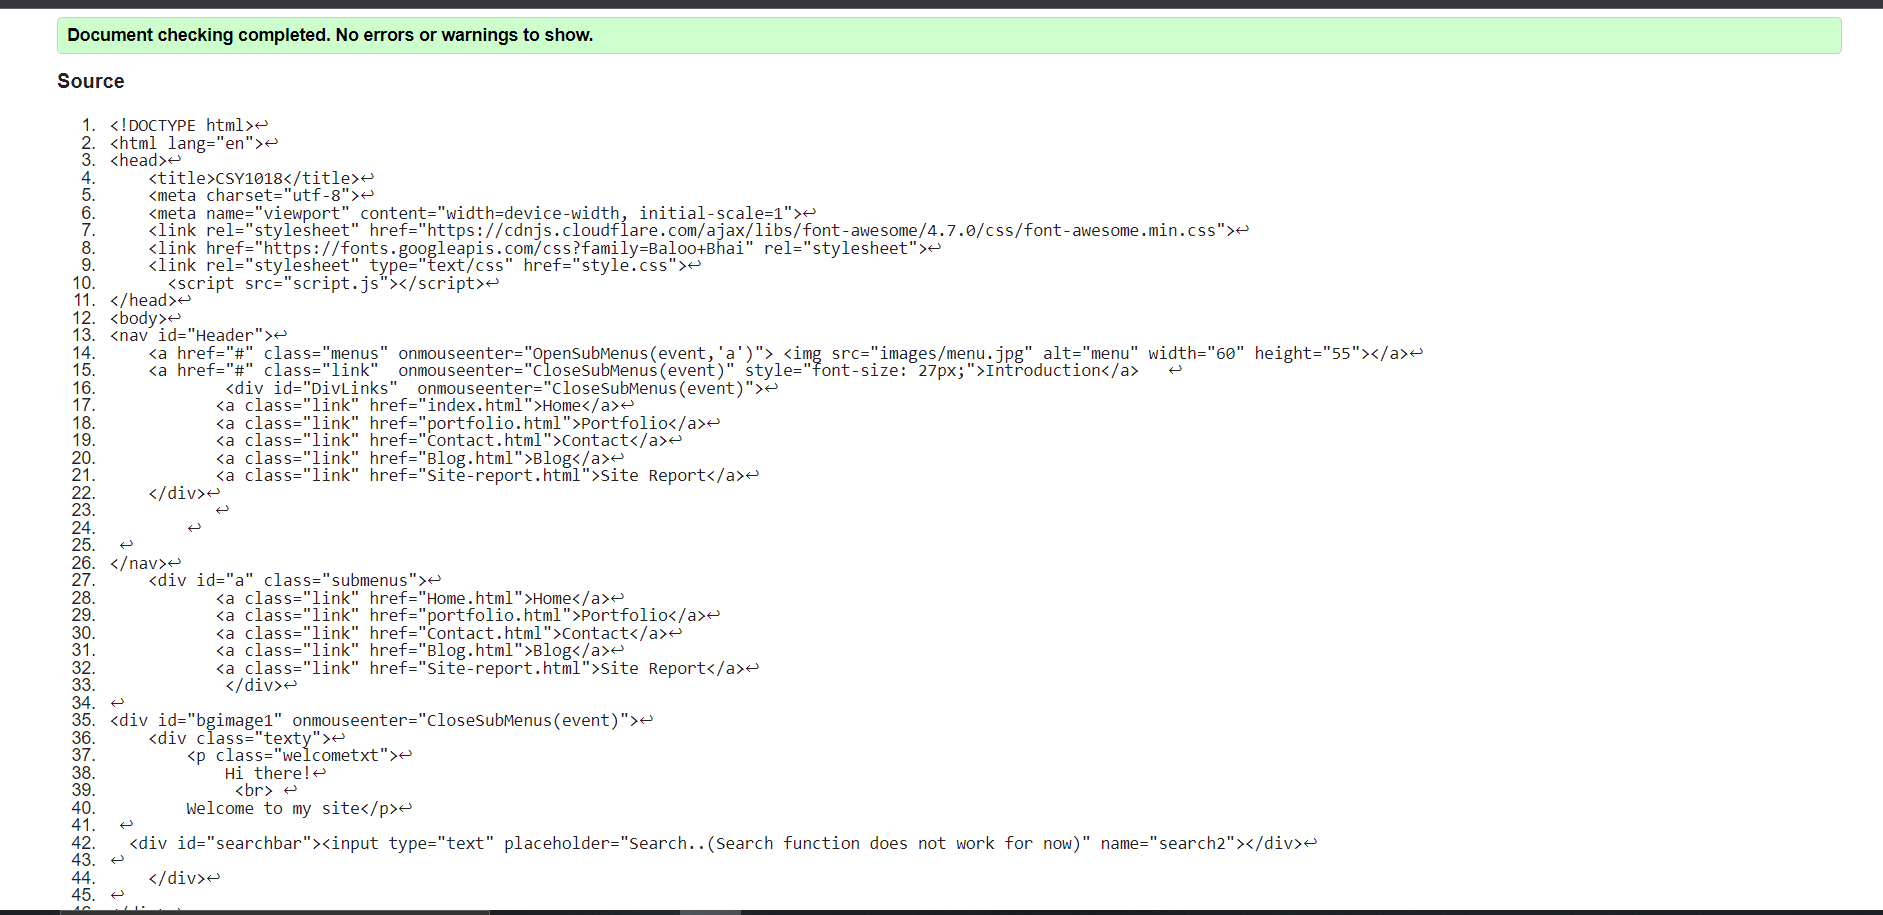 Document checking completed. No errors or warnings to show.
Source
1. <!DOCTYPE html>↩
2. <html lang="en">↩
3. <head>↩
4.     <title>CSY1018</title>↩
5.     <meta charset="utf-8">↩
6.     <meta name="viewport" content="width=device-width, initial-scale=1">↩
7.     <link rel="stylesheet" href="https://cdnjs.cloudflare.com/ajax/libs/font-awesome/4.7.0/css/font-awesome.min.css">↩
8.     <link href="https://fonts.googleapis.com/css?family=Baloo+Bhai" rel="stylesheet">↩
9.     <link rel="stylesheet" type="text/css" href="style.css">↩
10.       <script src="script.js"></script>↩
11. </head>↩
12. <body>↩
13. <nav id="Header">↩
14.     <a href="#" class="menus" onmouseenter="OpenSubMenus(event,'a')"> <img src="images/menu.jpg" alt="menu" width="60" height="55"></a>↩
15.     <a href="#" class="link"  onmouseenter="CloseSubMenus(event)" style="font-size: 27px;">Introduction</a>   ↩
16.             <div id="DivLinks"  onmouseenter="CloseSubMenus(event)">↩
17.            <a class="link" href="index.html">Home</a>↩
18.            <a class="link" href="portfolio.html">Portfolio</a>↩
19.            <a class="link" href="Contact.html">Contact</a>↩
20.            <a class="link" href="Blog.html">Blog</a>↩
21.            <a class="link" href="Site-report.html">Site Report</a>↩
22.     </div>↩
23.            ↩
24.         ↩
25.  ↩
26. </nav>↩
27.     <div id="a" class="submenus">↩
28.            <a class="link" href="Home.html">Home</a>↩
29.            <a class="link" href="portfolio.html">Portfolio</a>↩
30.            <a class="link" href="Contact.html">Contact</a>↩
31.            <a class="link" href="Blog.html">Blog</a>↩
32.            <a class="link" href="Site-report.html">Site Report</a>↩
33.             </div>↩
34. ↩
35. <div id="bgimage1" onmouseenter="CloseSubMenus(event)">↩
36.     <div class="texty">↩
37.         <p class="welcometxt">↩
38.             Hi there!↩
39.              <br> ↩
40.         Welcome to my site</p>↩
41.  ↩
42.   <div id="searchbar"><input type="text" placeholder="Search..(Search function does not work for now)" name="search2"></div>↩
43. ↩
44.     </div>↩
45. ↩